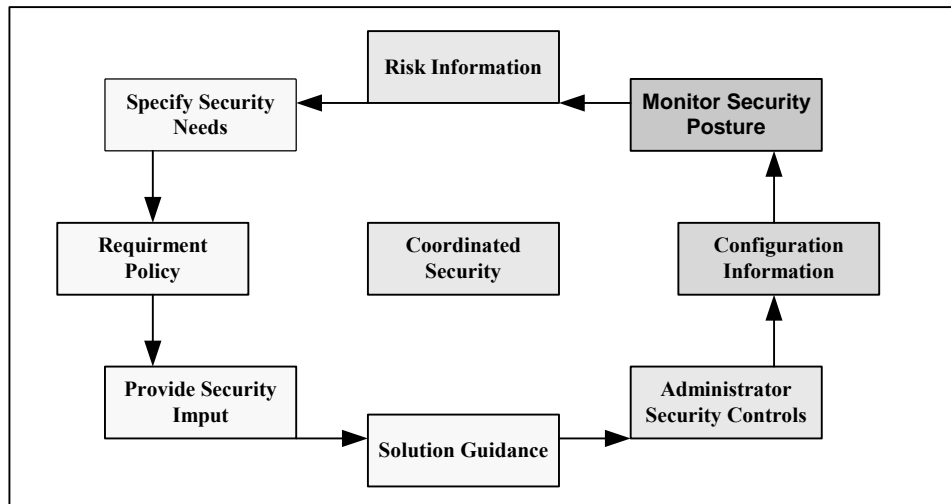 Risk Information
Specify Security
Needs
Monitor Security
Posture
Requirment
Policy
Coordinated
Security
Configuration
Information
Provide Security
Imput
Solution Guidance
Administrator
Security Controls